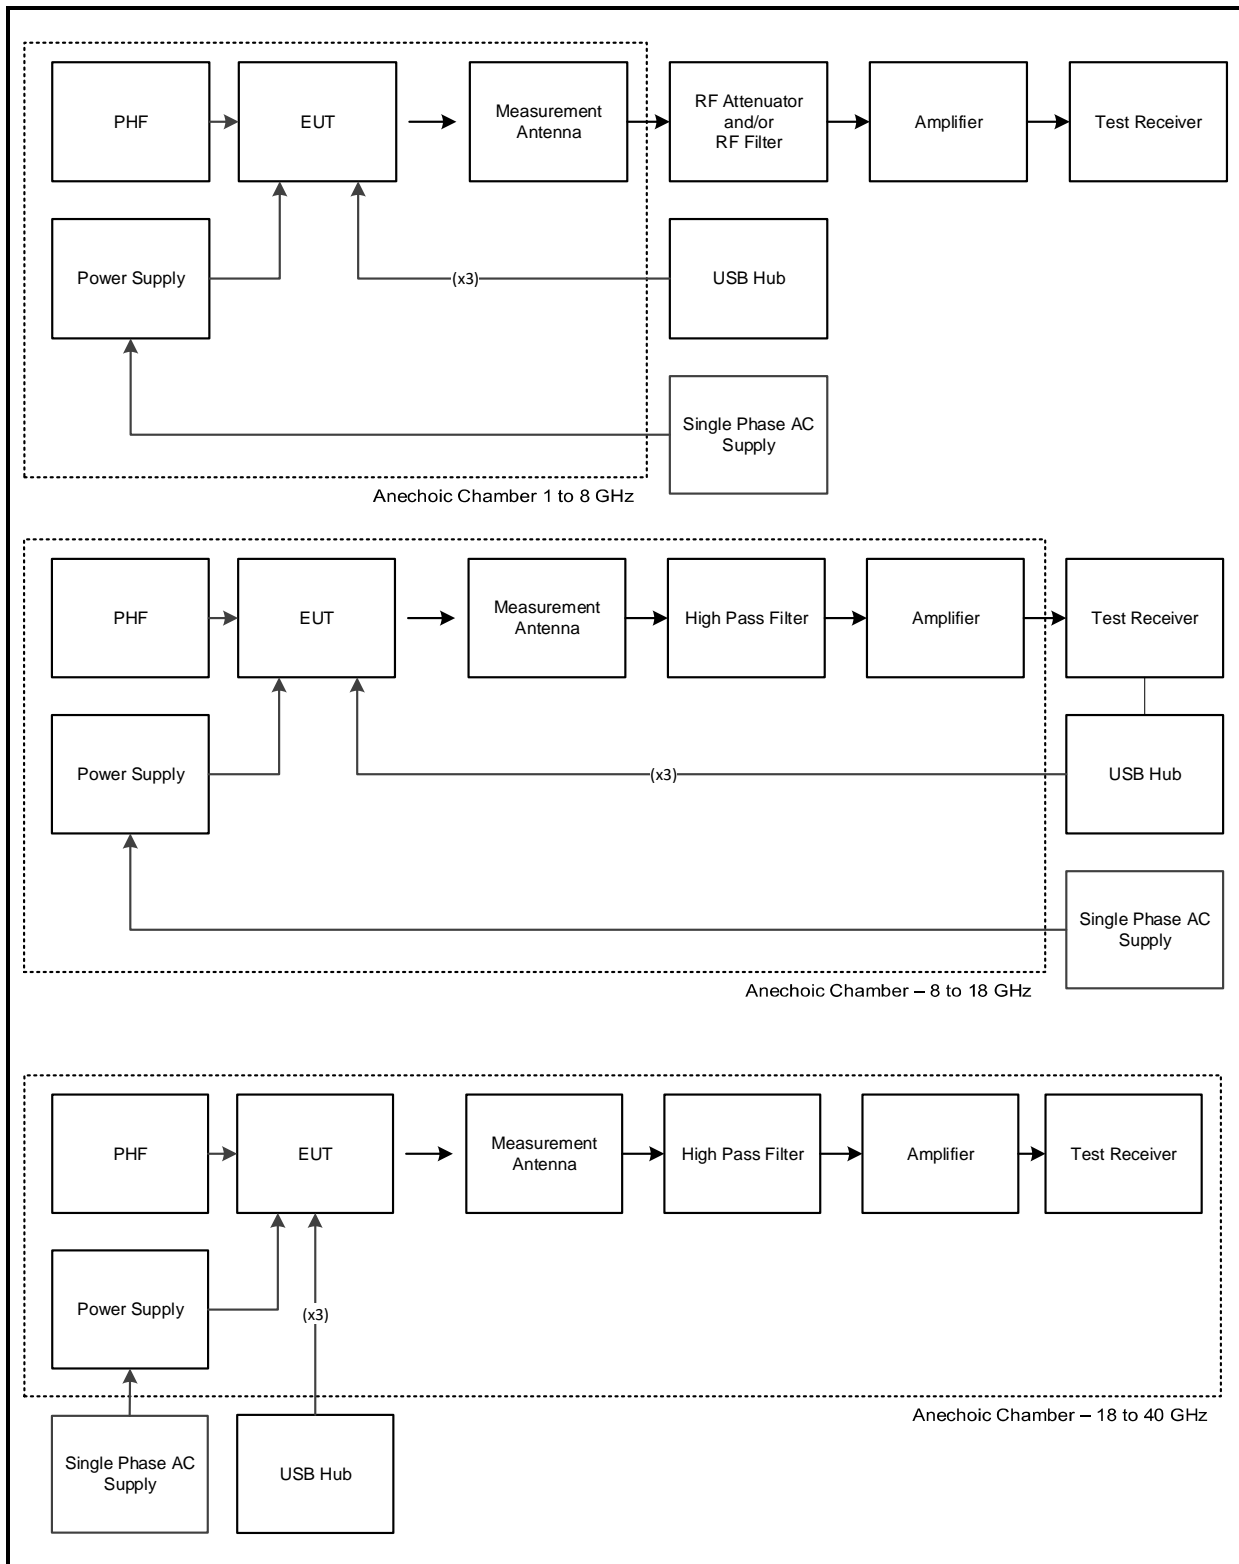 PHF
EUT
Measurement
Antenna
RF Attenuator
and/or
RF Filter
Amplifier
Test Receiver
Power Supply
(x3)
USB Hub
Single Phase AC
Supply
Anechoic Chamber 1 to 8 GHz
PHF
EUT
Measurement
Antenna
High Pass Filter
Amplifier
Test Receiver
Power Supply
(x3)
USB Hub
Single Phase AC
Supply
Anechoic Chamber – 8 to 18 GHz
PHF
EUT
Measurement
Antenna
High Pass Filter
Amplifier
Test Receiver
Power Supply
(x3)
Anechoic Chamber – 18 to 40 GHz
Single Phase AC
Supply
USB Hub